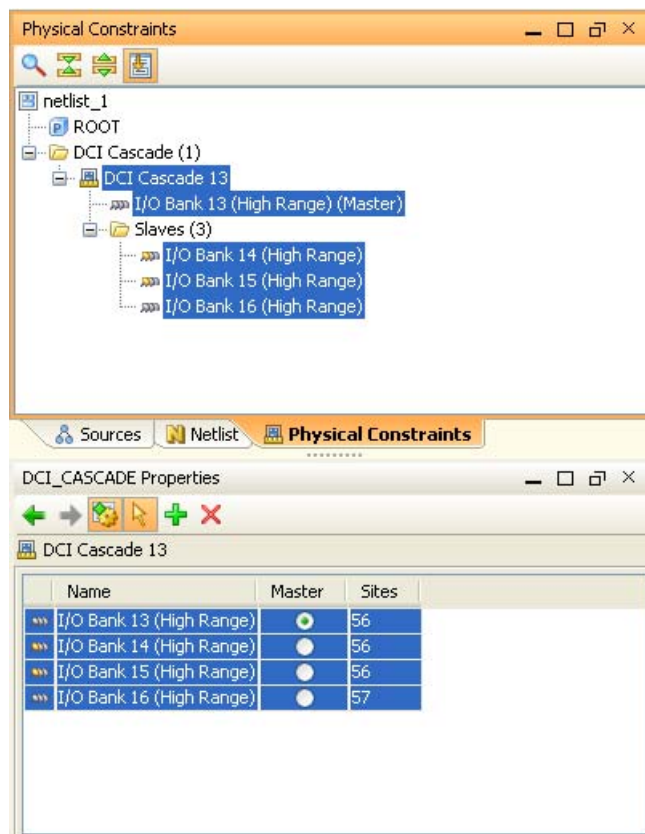 Physical Constraints
netlist_1
ROOT
DCI Cascade (1)
DCI Cascade 13
I/O Bank 13 (High Range) (Master)
Slaves (3)
I/O Bank 14 (High Range)
I/O Bank 15 (High Range)
I/O Bank 16 (High Range)
Sources Netlist Physical Constraints
DCI_CASCADE Properties
DCI Cascade 13
Name Master Sites
I/O Bank 13 (High Range) 56
I/O Bank 14 (High Range) 56
I/O Bank 15 (High Range) 56
I/O Bank 16 (High Range) 57